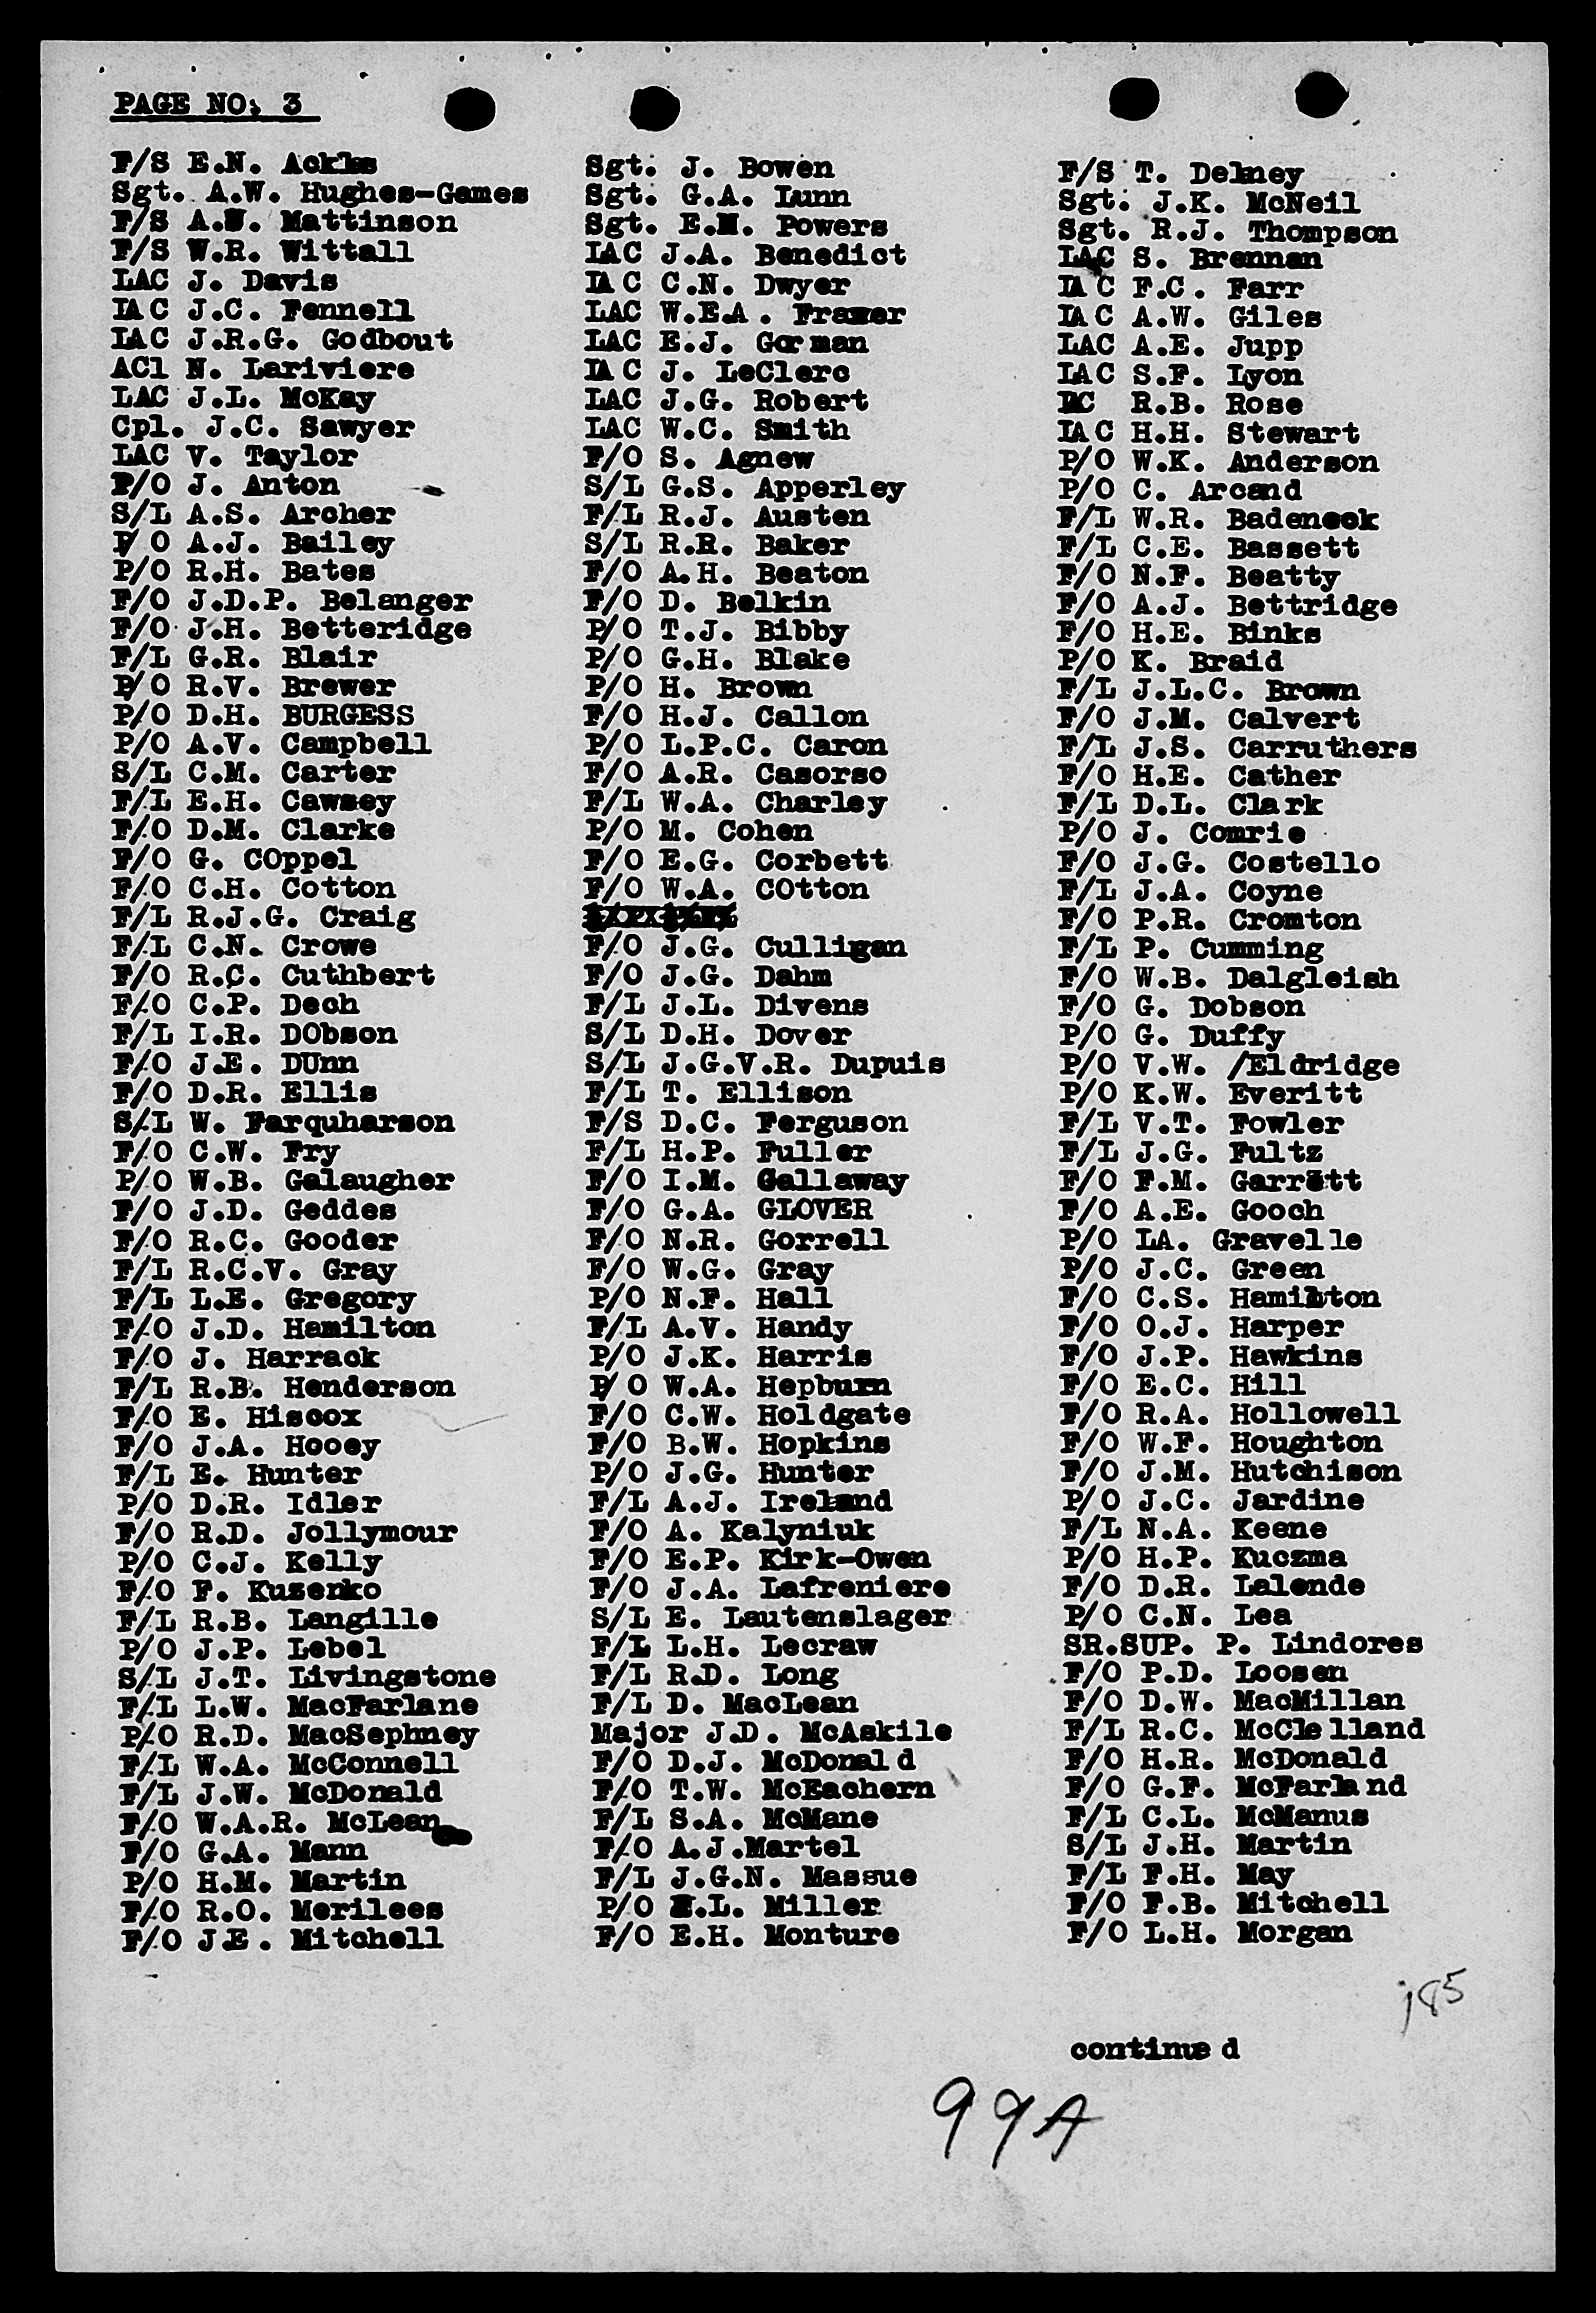 PAGE NO: 3
F/S E.N. Ackles
Sgt. A.W. Hughes-Games
F/S A.W. Mattinson
F/S W.R. Wittall
LAC J. Davis
LAC J.C. Fennell
LAC J.R.G. Godbout
AC1 N. Lariviere
LAC J.L. McKay
Cpl. J.C. Sawyer
LAC V. Taylor
P/O J. Anton
S/L A.S. Archer
P/O A.J. Bailey
P/O R.H. Bates
F/O J.D.P. Belanger
F/O J.H. Betteridge
F/L G.R. Blair
P/O R.V. Brewer
P/O D.H. BURGESS
P/O A.V. Campbell
S/L C.M. Carter
F/L E.H. Cawsey
F/O D.M. Clarke
F/O G. COppel
F/O C.H. Cotton
F/L R.J.G. Craig
F/L C.N. Crowe
F/O R.C. Cuthbert
F/O C.P. Dech
F/L I.R. DObson
F/O J.E. DUnn
F/O D.R. Ellis
S/L W. Farquharson
F/O C.W. Fry
P/O W.B. Galaugher
F/O J.D. Geddes
F/O R.C. Gooder
F/L R.C.V. Gray
F/L L.E. Gregory
F/O J.D. Hamilton
F/O J. Harrack
F/L R.B. Henderson
F/O E. Hiscox
F/O J.A. Hooey
F/L E. Hunter
P/O D.R. Idler
F/O R.D. Jollymour
P/O C.J. Kelly
F/O F. Kusenko
F/L R.B. Langille
P/O J.P. Lebel
S/L J.T. Livingstone
F/L L.W. MacFarlane
P/O R.D. MacSephney
F/L W.A. McConnell
F/L J.W. McDonald
F/O W.A.R. McLean
F/O G.A. Mann
P/O H.M. Martin
F/O R.O. Merilees
F/O J.E. Mitchell
Sgt. J. Bowen
Sgt. G.A. Lunn
Sgt. E.M. Powers
LAC J.A. Benedict
LAC C.N. Dwyer
LAC W.E.A. Frazer
LAC E.J. Gorman
LAC J. LeClerc
LAC J.G. Robert
LAC W.C. Smith
F/O S. Agnew
S/L G.S. Apperley
F/L R.J. Austen
S/L R.R. Baker
F/O A.H. Beaton
F/O D. Belkin
P/O T.J. Bibby
P/O G.H. Blake
P/O H. Brown
F/O H.J. Callon
P/O L.P.C. Caron
F/O A.R. Casorso
F/L W.A. Charley
P/O M. Cohen
F/O E.G. Corbett
F/O W.A. COtton
F/O J.G. Culligan
F/O J.G. Dahm
F/L J.L. Divens
S/L D.H. Dover
S/L J.G.V.R. Dupuis
F/L T. Ellison
F/S D.C. Ferguson
F/L H.P. Fuller
F/O I.M. Gallaway
F/O G.A. GLOVER
F/O N.R. Gorrell
F/O W.G. Gray
P/O N.F. Hall
F/L A.V. Handy
P/O J.K. Harris
P/O W.A. Hepburn
F/O C.W. Holdgate
F/O B.W. Hopkins
P/O J.G. Hunter
F/L A.J. Ireland
F/O A. Kalyniuk
F/O E.P. Kirk-Owen
F/O J.A. Lafreniere
S/L E. Lautenslager
F/L L.H. Lecraw
F/L R.D. Long
F/L D. MacLean
Major J.D. McAskile
F/O D.J. McDonald
F/O T.W. McEachern
F/L S.A. McMane
F/O A.J.Martel
F/L J.G.N. Massue
P/O Miller
F/O E.H. Monture
F/S T. Delaney
Sgt. J.K. McNeil
Sgt. R.J. Thompson
LAC S. Brennan
LAC F.C. Farr
LAC A.W. Giles
LAC A.E. Jupp
LAC S.F. Lyon
LAC R.B. Rose
LAC H.H. Stewart
P/O W.K. Anderson
P/O C. Arcand
F/L W.R. Badenock
F/L C.E. Bassett
F/O N.F. Beatty
F/O A.J. Bettridge
F/O H.E. Binks
P/O K. Braid
F/L J.L.C. Brown
F/O J.M. Calvert
F/L J.S. Carruthers
F/O H.E. Cather
F/L D.L. Clark
P/O J. Comrie
F/O J.G. Costello
F/L J.A. Coyne
F/O P.R. Cromton
F/L P. Cumming
F/O W.B. Dalgleish
F/O G. Dobson
P/O G. Duffy
P/O V.W. /Eldridge
P/O K.W. Everitt
F/L V.T. Fowler
F/L J.G. Fultz
F/O F.M. Garrett
F/O A.E. Gooch
P/O LA. Gravelle
P/O J.C. Green
F/O C.S. Hamilton
F/O O.J. Harper
F/O J.P. Hawkins
F/O E.C. Hill
F/O R.A. Hollowell
F/O W.F. Houghton
F/O J.M. Hutchison
P/O J.C. Jardine
F/L N.A. Keene
P/O H.P. Kuczma
F/O D.R. Lalende
P/O C.N. Lea
SR.SUP. P. Lindores
F/O P.D. Loosen
F/O D.W. MacMillan
F/L R.C. McClelland
F/O H.R. McDonald
F/O G.F. McFarland
F/L C.L. McManus
S/L J.H. Martin
F/L F.H. May
F/O F.B. Mitchell
F/O L.H. Morgan
185
continued
99A